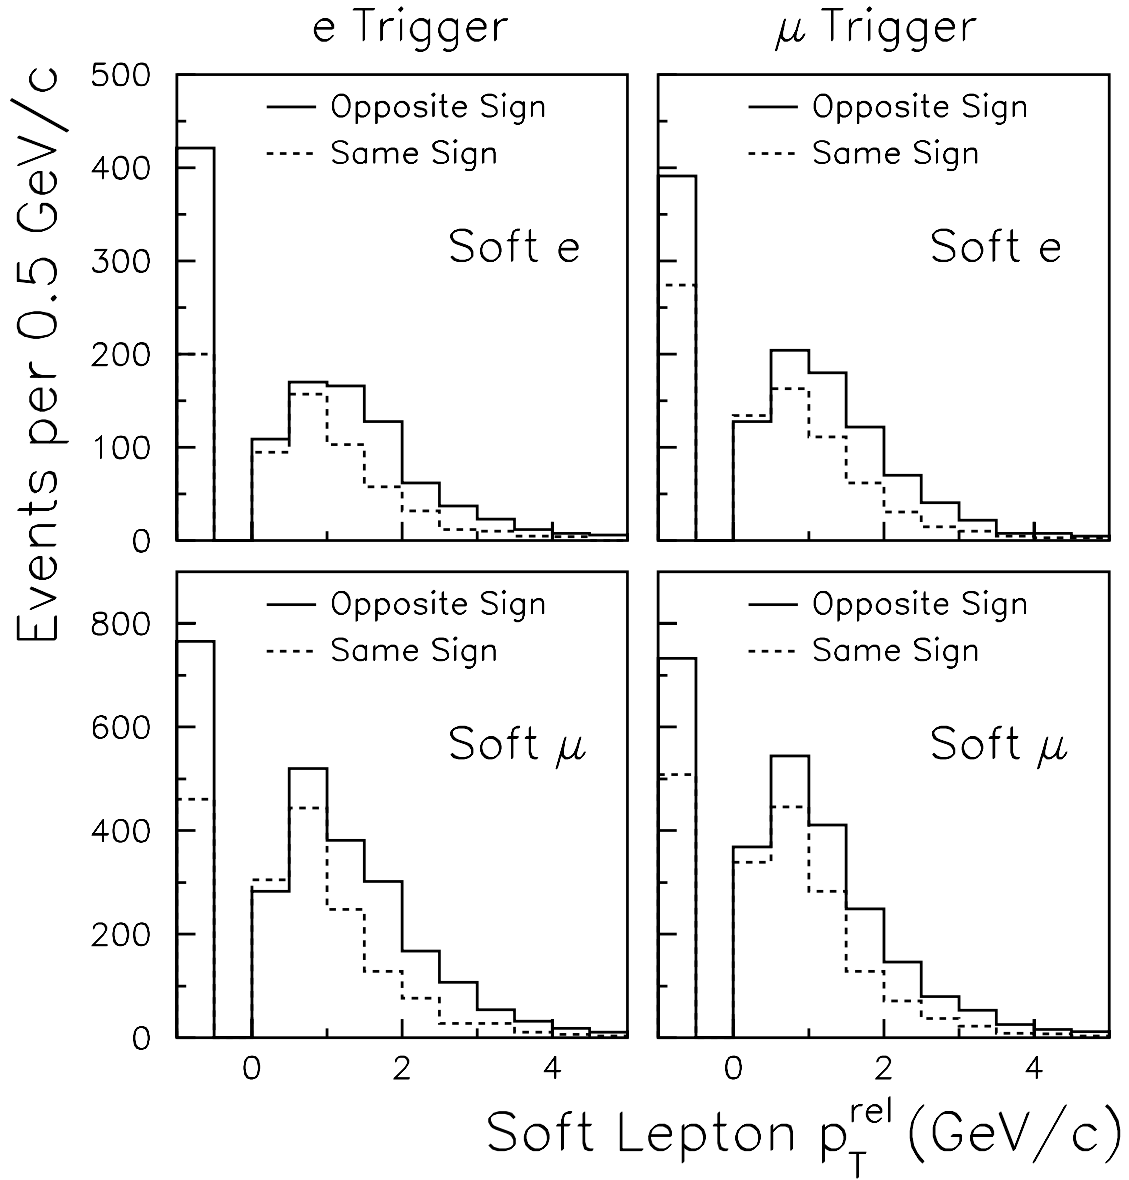 e Trigger
μ Trigger
Events per 0.5 GeV/c
500
400
300
200
100
0
Opposite Sign
Same Sign
Soft e
Opposite Sign
Same Sign
Soft e
800
600
400
200
0
Opposite Sign
Same Sign
Soft μ
Opposite Sign
Same Sign
Soft μ
0 2 4
0 2 4
Soft Lepton p_T^rel (GeV/c)